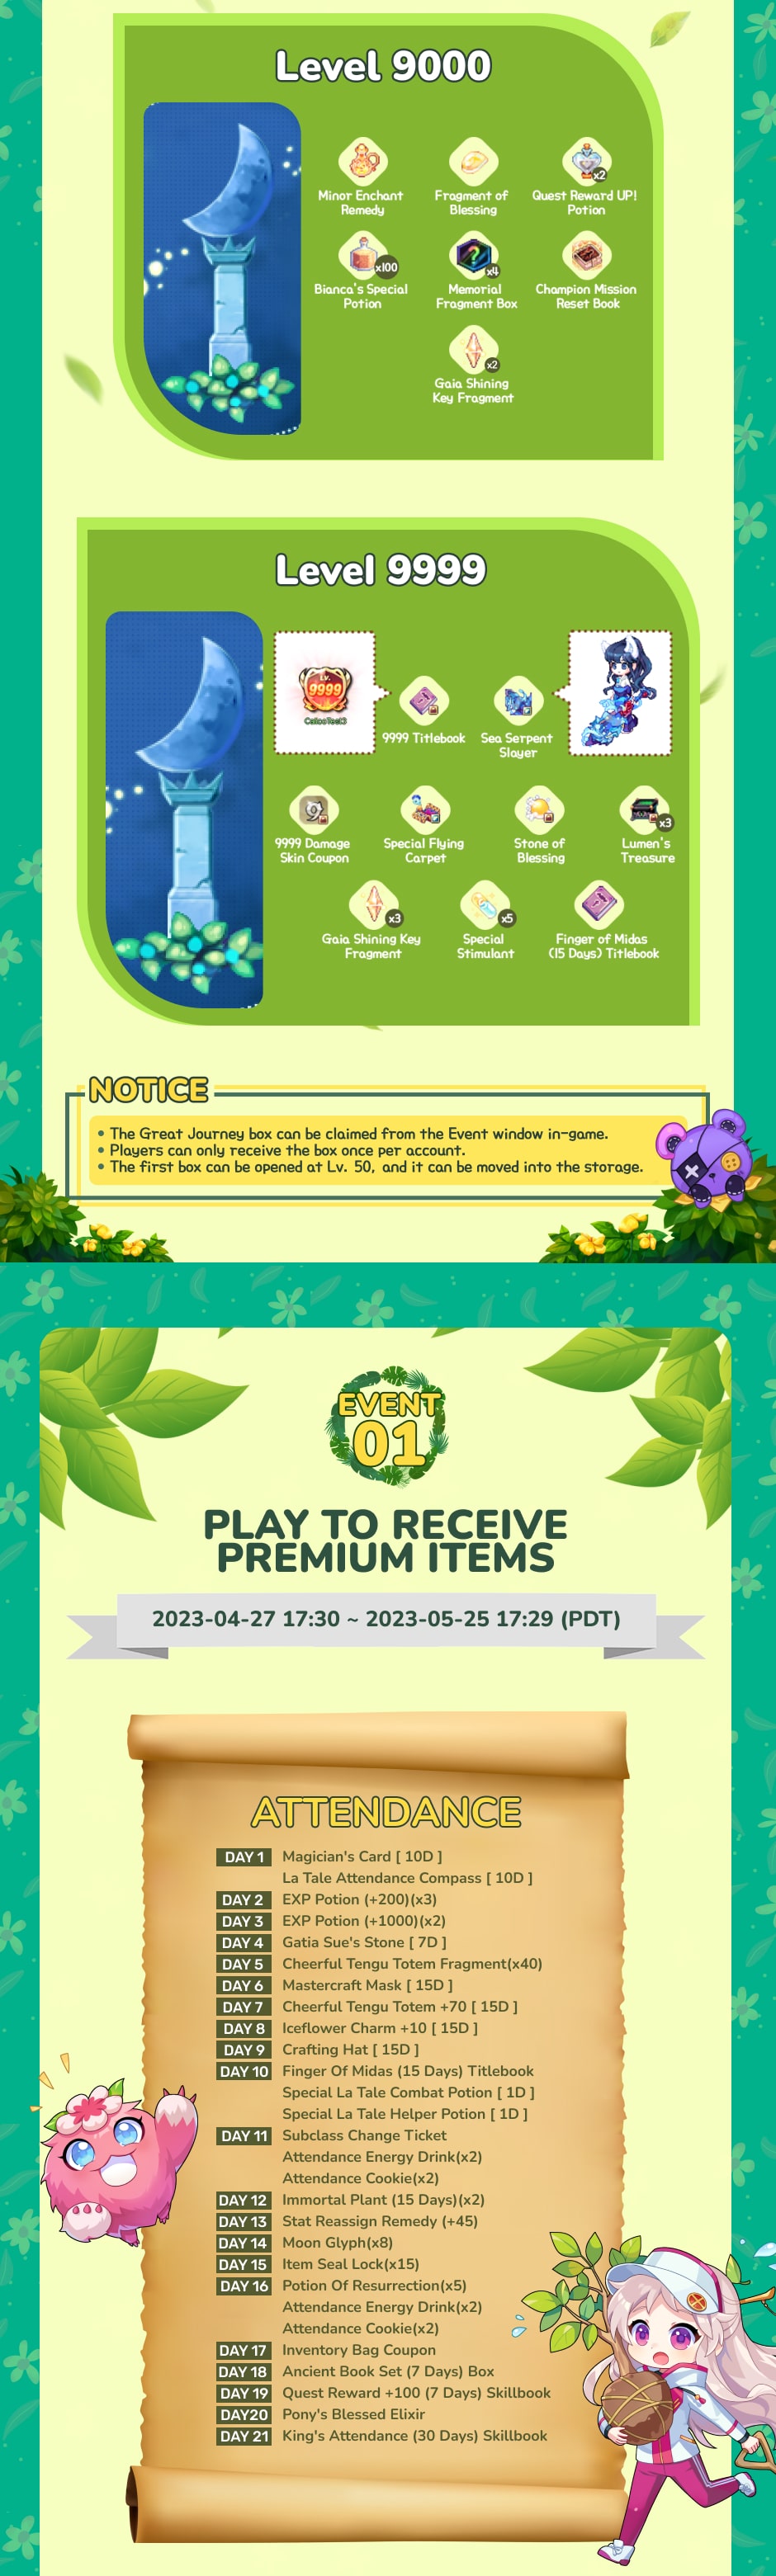 Level 9000
Minor Enchant
Remedy
Fragment of
Blessing
x2
Quest Reward UP!
Potion
x100
Bianca's Special
Potion
x4
Memorial
Fragment Box
Champion Mission
Reset Book
x2
Gaia Shining
Key Fragment
Level 9999
Lv.
9999
9999 Titlebook
Sea Serpent
Slayer
9999 Damage
Skin Coupon
Special Flying
Carpet
Stone of
Blessing
x3
Lumen's
Treasure
x3
Gaia Shining Key
Fragment
x5
Special
Stimulant
Finger of Midas
(15 Days) Titlebook
NOTICE
• The Great Journey box can be claimed from the Event window in-game.
• Players can only receive the box once per account.
• The first box can be opened at Lv. 50, and it can be moved into the storage.
EVENT
01
PLAY TO RECEIVE
PREMIUM ITEMS
2023-04-27 17:30 ~ 2023-05-25 17:29 (PDT)
ATTENDANCE
DAY 1 Magician's Card [ 10D ]
La Tale Attendance Compass [ 10D ]
DAY 2 EXP Potion (+200)(x3)
DAY 3 EXP Potion (+1000)(x2)
DAY 4 Gatia Sue's Stone [ 7D ]
DAY 5 Cheerful Tengu Totem Fragment(x40)
DAY 6 Mastercraft Mask [ 15D ]
DAY 7 Cheerful Tengu Totem +70 [ 15D ]
DAY 8 Iceflower Charm +10 [ 15D ]
DAY 9 Crafting Hat [ 15D ]
DAY 10 Finger Of Midas (15 Days) Titlebook
Special La Tale Combat Potion [ 1D ]
Special La Tale Helper Potion [ 1D ]
DAY 11 Subclass Change Ticket
Attendance Energy Drink(x2)
Attendance Cookie(x2)
DAY 12 Immortal Plant (15 Days)(x2)
DAY 13 Stat Reassign Remedy (+45)
DAY 14 Moon Glyph(x8)
DAY 15 Item Seal Lock(x15)
DAY 16 Potion Of Resurrection(x5)
Attendance Energy Drink(x2)
Attendance Cookie(x2)
DAY 17 Inventory Bag Coupon
DAY 18 Ancient Book Set (7 Days) Box
DAY 19 Quest Reward +100 (7 Days) Skillbook
DAY20 Pony's Blessed Elixir
DAY 21 King's Attendance (30 Days) Skillbook